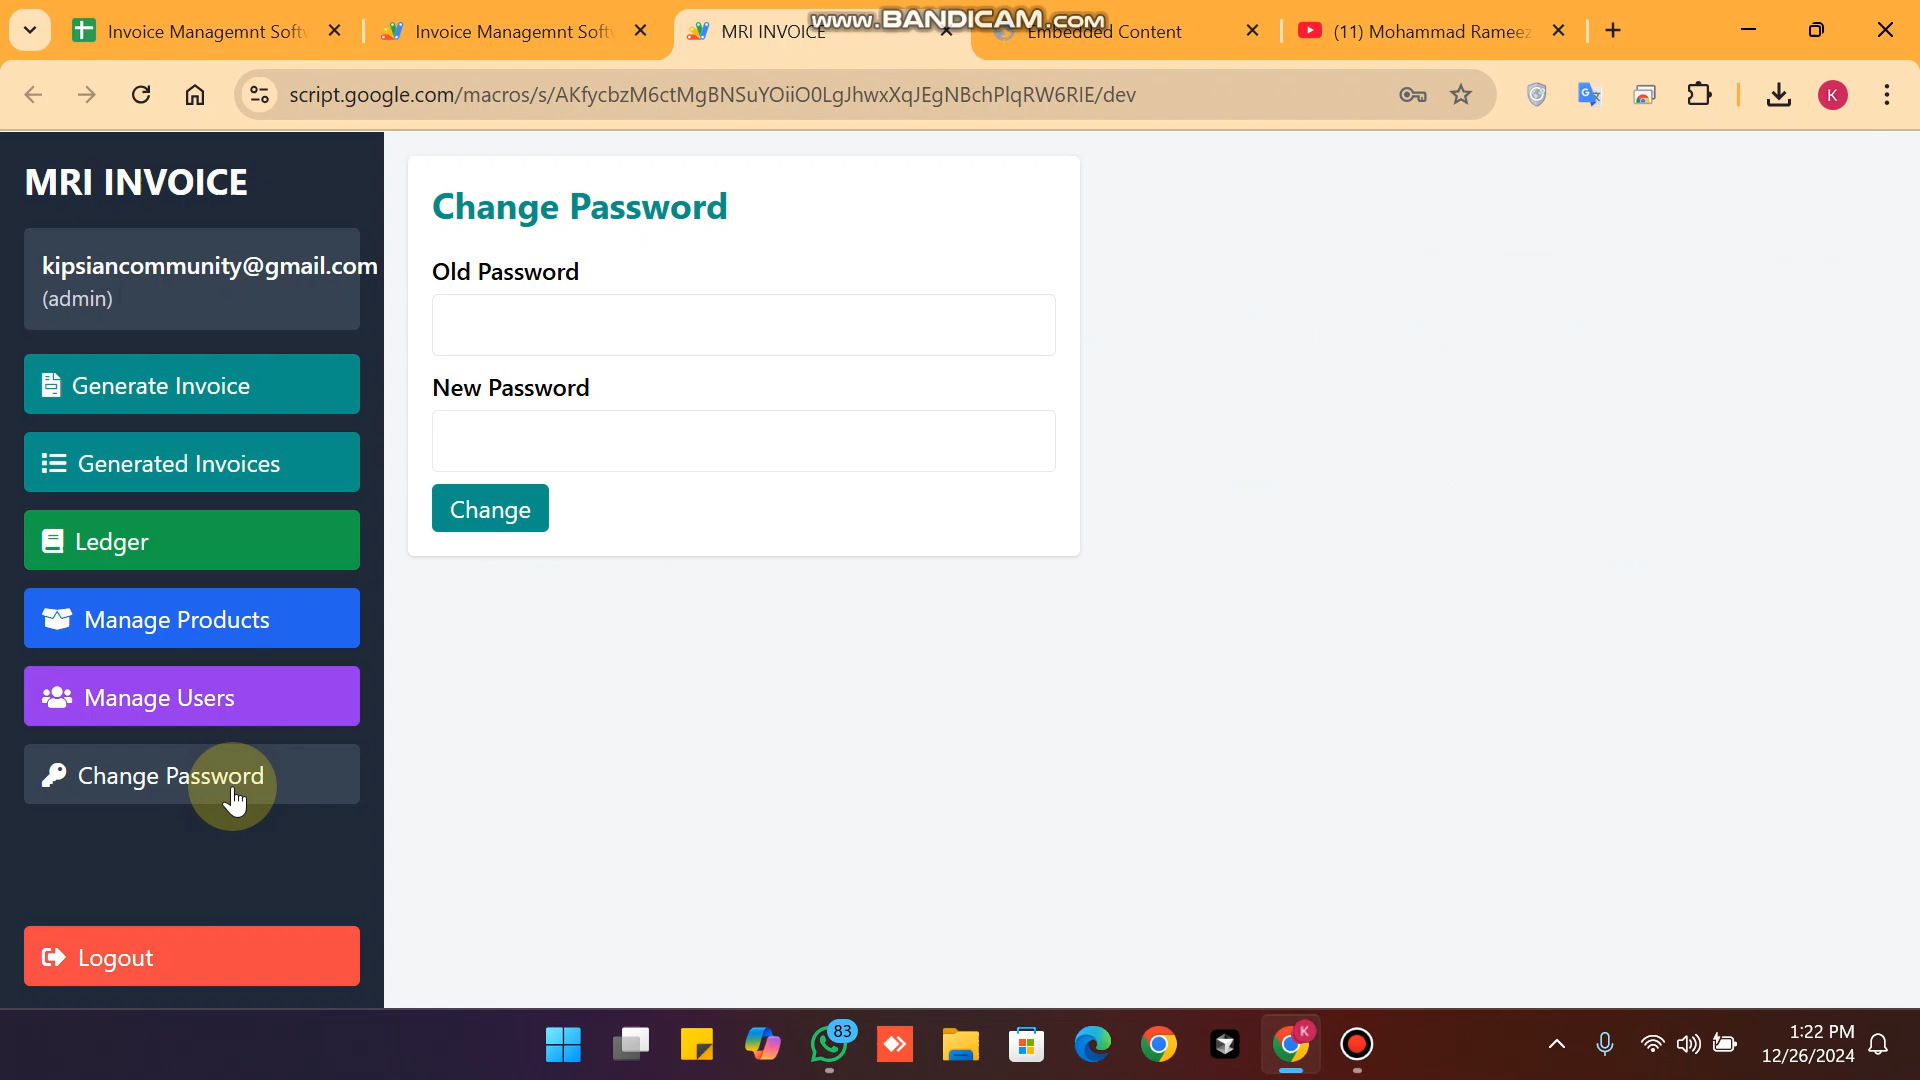 Invoice Managemnt Softw
Invoice Managemnt Soft
MRI INVOICE
www.BANDICAM.com
Embedded Content
(11) Mohammad Rameez
script.google.com/macros/s/AKfycbzM6ctMgBNSuYOiiO0LgJhwxXqJEgNBchPlqRW6RIE/dev
K
MRI INVOICE
kipsiancommunity@gmail.com
(admin)
Generate Invoice
Generated Invoices
Ledger
Manage Products
Manage Users
Change Password
Logout
Change Password
Old Password
New Password
Change
83
K
1:22 PM
12/26/2024